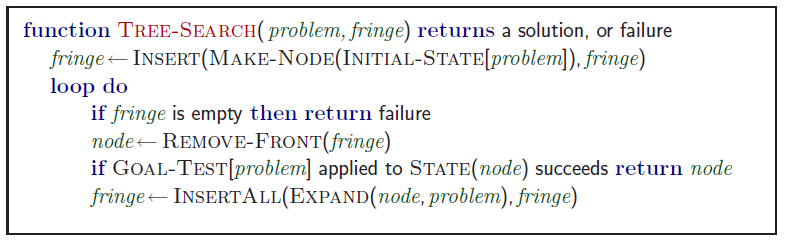 function TREE-SEARCH( problem, fringe) returns a solution, or failure
fringe ← INSERT(MAKE-NODE(INITIAL-STATE[problem]), fringe)
loop do
if fringe is empty then return failure
node ← REMOVE-FRONT(fringe)
if GOAL-TEST[problem] applied to STATE(node) succeeds return node
fringe ← INSERTALL(EXPAND(node, problem), fringe)